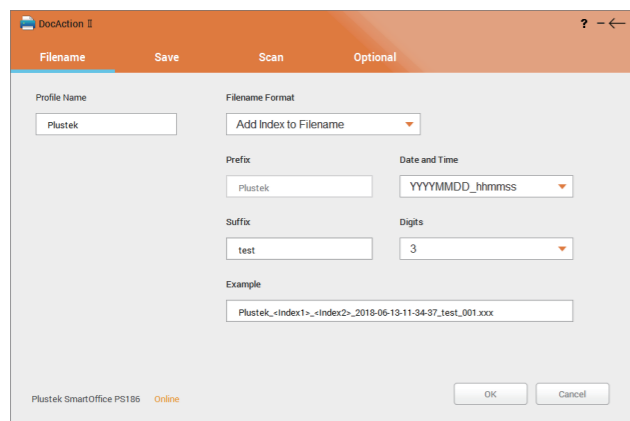 DocAction II
?
Filename Save Scan Optional
Profile Name
Plustek
Filename Format
Add Index to Filename
Prefix Date and Time
Plustek YYYYMMDD_hhmmss
Suffix Digits
test 3
Example
Plustek_<Index1>_<Index2>_2018-06-13-11-34-37_test_001.xxx
Plustek SmartOffice PS186 Online OK Cancel